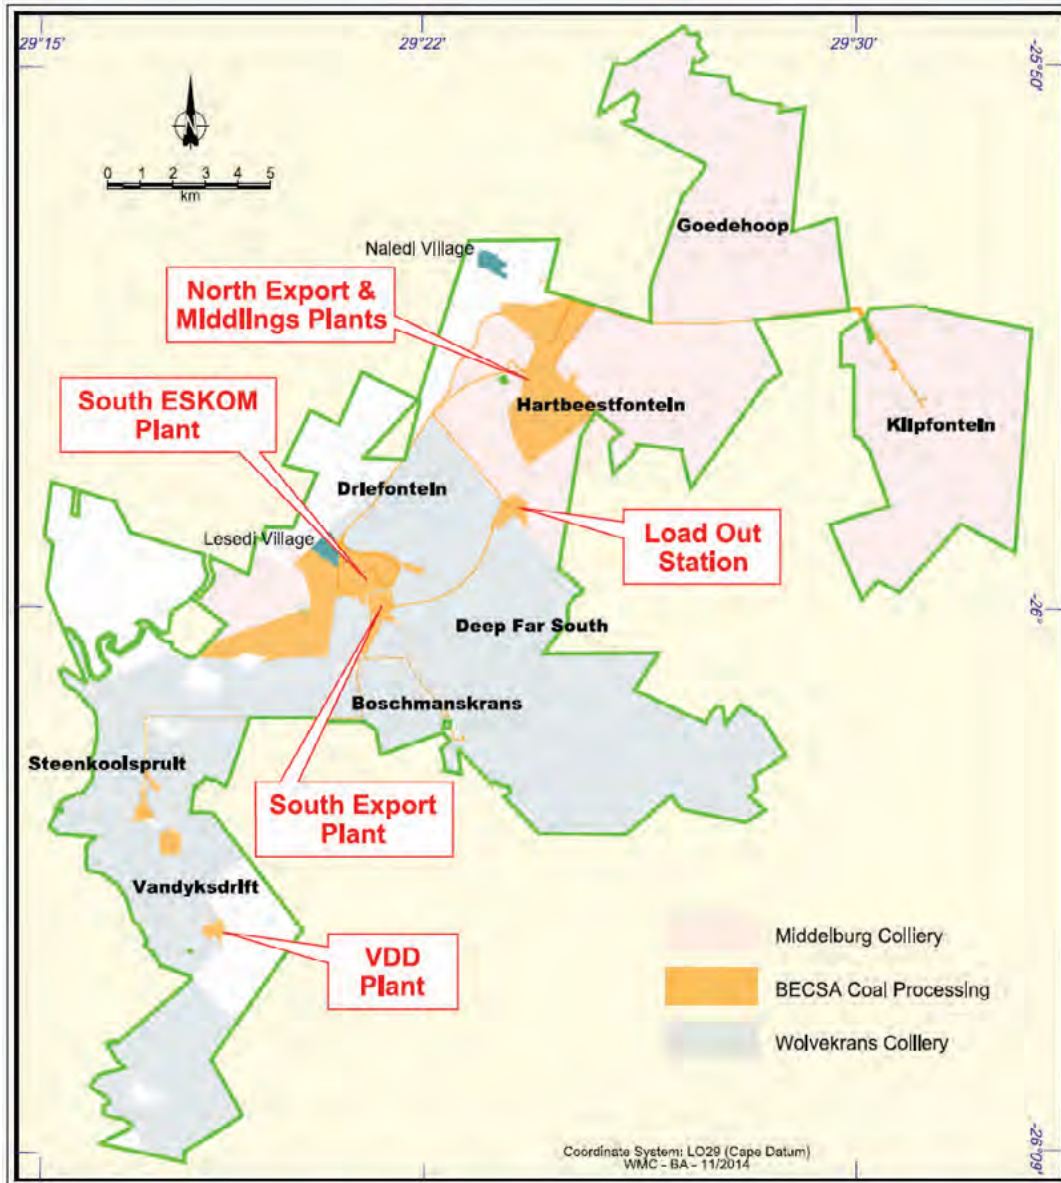 29°15'
29°22'
29°30'
-25°50'
N
0 1 2 3 4 5
km
Goedehoop
Naledi Village
North Export &
Middlings Plants
Hartbeestfontein
Klipfontein
South ESKOM
Plant
Driefontein
Lesedi Village
Load Out
Station
-26°
Deep Far South
Boschmanskrans
Steenkoolspruit
South Export
Plant
Vandyksdrift
VDD
Plant
Middelburg Colliery
BECSA Coal Processing
Wolvekrans Colliery
Coordinate System: LO29 (Cape Datum)
WMC - BA - 11/2014
-26°09'